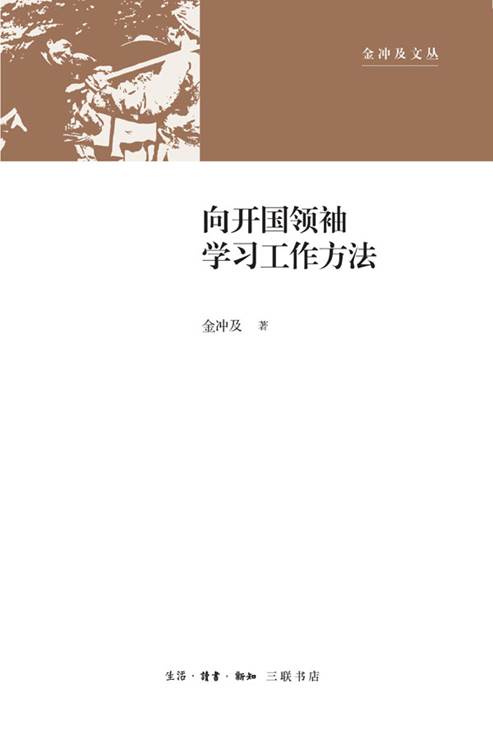 金冲及文丛
向开国领袖
学习工作方法
金冲及 著
生活·讀書·新知 三联书店